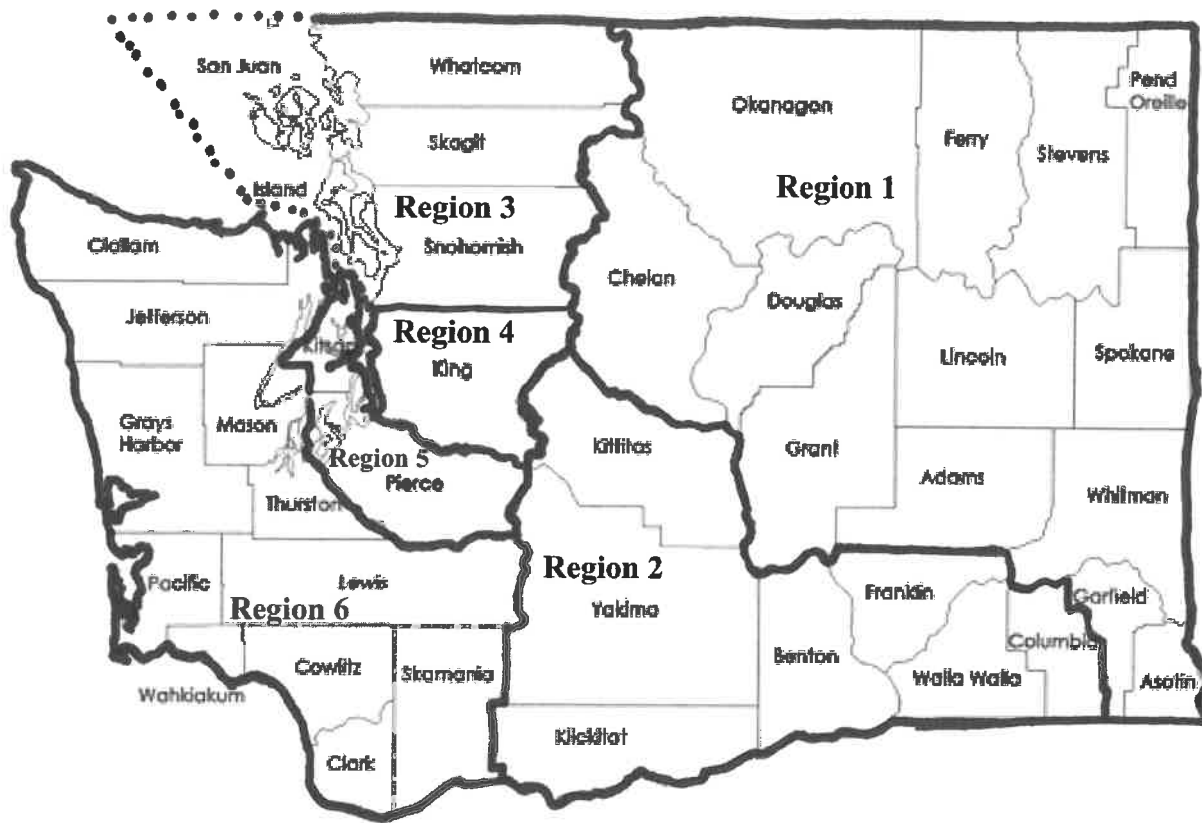 San Juan
Whatcom
Okanagon
Ferry
Stevens
Pend
Oreille
Skagit
Island
Region 3
Region 1
Clallam
Snohomish
Chelan
Douglas
Jefferson
Region 4
Kitsap
King
Lincoln
Spokane
Grays
Harbor
Mason
Kittitas
Grant
Region 5
Pierce
Adams
Whitman
Thurston
Region 2
Pacific
Lewis
Yakima
Franklin
Garfield
Region 6
Columbia
Cowlitz
Skamania
Benton
Walla Walla
Asotin
Wahkiakum
Klickitat
Clark